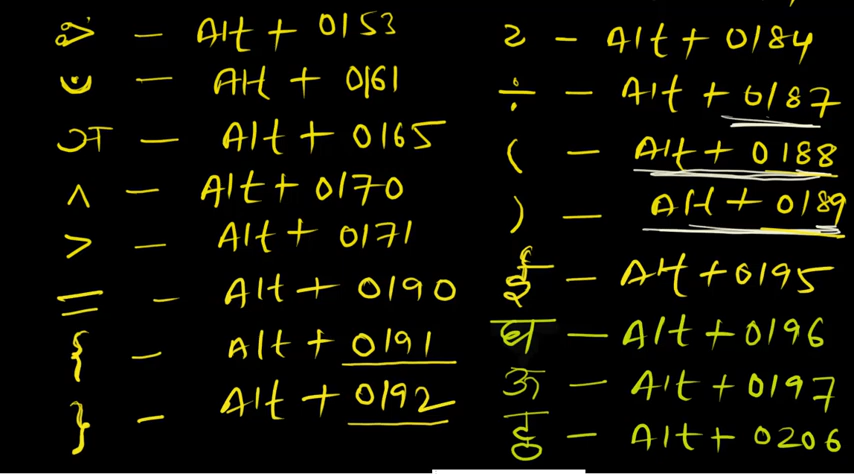 Alt + 0153
ँ - Alt + 0161
- Alt + 0165
^ - Alt + 0170
> - Alt + 0171
= - Alt + 0190
{ - Alt + 0191
} - Alt + 0192
- Alt + 0184
÷ - Alt + 0187
( - Alt + 0188
) - Alt + 0189
ई - Alt + 0195
- Alt + 0196
ऊ - Alt + 0197
- Alt + 0206